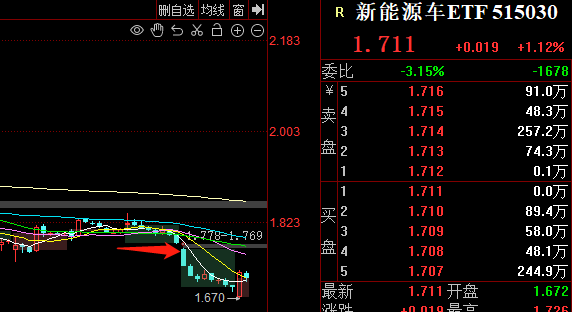 删自选 均线 窗
2.183
2.003
1.823
1.778-1.769
1.670
R 新能源车ETF 515030
1.711 +0.019 +1.12%
委比 -3.15% -1678
卖盘
¥ 5 1.716 91.0万
4 1.715 48.3万
3 1.714 257.2万
2 1.713 74.3万
1 1.712 0.1万
买盘
1 1.711 0.0万
2 1.710 89.4万
3 1.709 58.0万
4 1.708 48.1万
5 1.707 244.9万
最新 1.711 开盘 1.672
涨跌 +0.019 最高 1.726